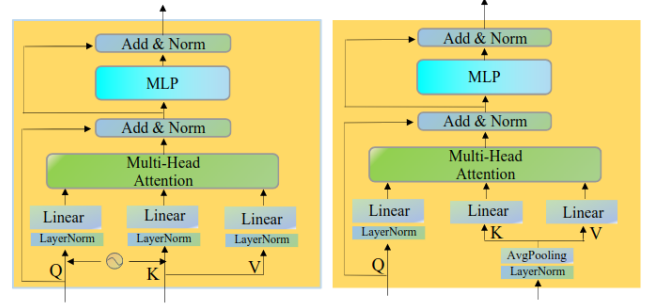 Add & Norm
MLP
Add & Norm
Multi-Head
Attention
Linear
Linear
Linear
LayerNorm
LayerNorm
LayerNorm
Q
K
V
Add & Norm
MLP
Add & Norm
Multi-Head
Attention
Linear
Linear
Linear
LayerNorm
K
V
AvgPooling
LayerNorm
Q